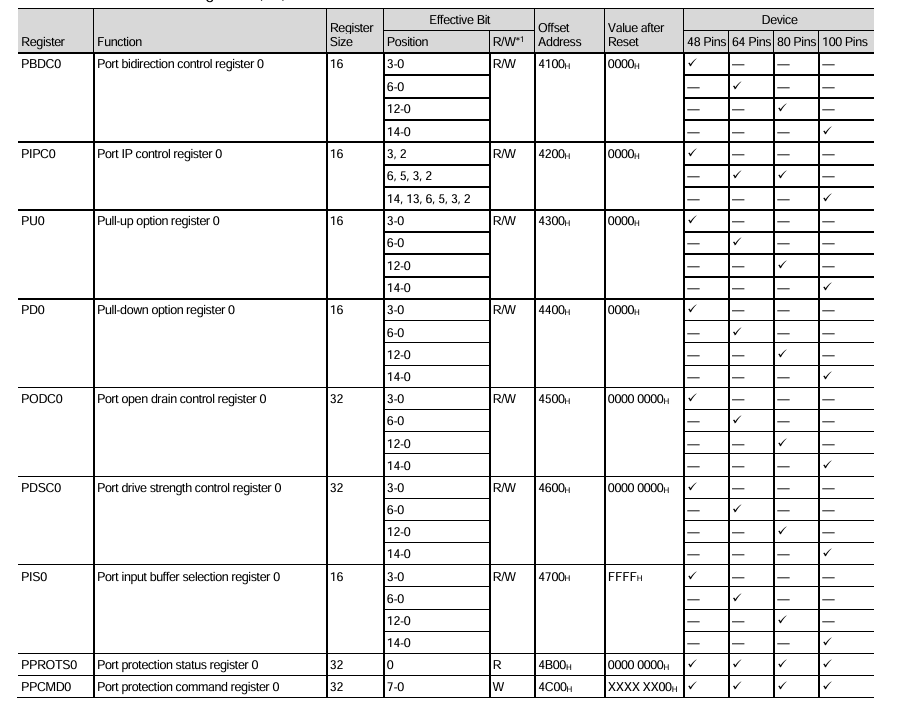 Effective Bit Device
Register Offset Value after
Register Function Size Position R/W*1 Address Reset 48 Pins 64 Pins 80 Pins 100 Pins
PBDC0 Port bidirection control register 0 16 3-0 R/W 4100H 0000H ✓ — — —
6-0 — ✓ — —
12-0 — — ✓ —
14-0 — — — ✓
PIPC0 Port IP control register 0 16 3, 2 R/W 4200H 0000H ✓ — — —
6, 5, 3, 2 — ✓ ✓ —
14, 13, 6, 5, 3, 2 — — — ✓
PU0 Pull-up option register 0 16 3-0 R/W 4300H 0000H ✓ — — —
6-0 — ✓ — —
12-0 — — ✓ —
14-0 — — — ✓
PD0 Pull-down option register 0 16 3-0 R/W 4400H 0000H ✓ — — —
6-0 — ✓ — —
12-0 — — ✓ —
14-0 — — — ✓
PODC0 Port open drain control register 0 32 3-0 R/W 4500H 0000 0000H ✓ — — —
6-0 — ✓ — —
12-0 — — ✓ —
14-0 — — — ✓
PDSC0 Port drive strength control register 0 32 3-0 R/W 4600H 0000 0000H ✓ — — —
6-0 — ✓ — —
12-0 — — ✓ —
14-0 — — — ✓
PIS0 Port input buffer selection register 0 16 3-0 R/W 4700H FFFFH ✓ — — —
6-0 — ✓ — —
12-0 — — ✓ —
14-0 — — — ✓
PPROTS0 Port protection status register 0 32 0 R 4B00H 0000 0000H ✓ ✓ ✓ ✓
PPCMD0 Port protection command register 0 32 7-0 W 4C00H XXXX XX00H ✓ ✓ ✓ ✓